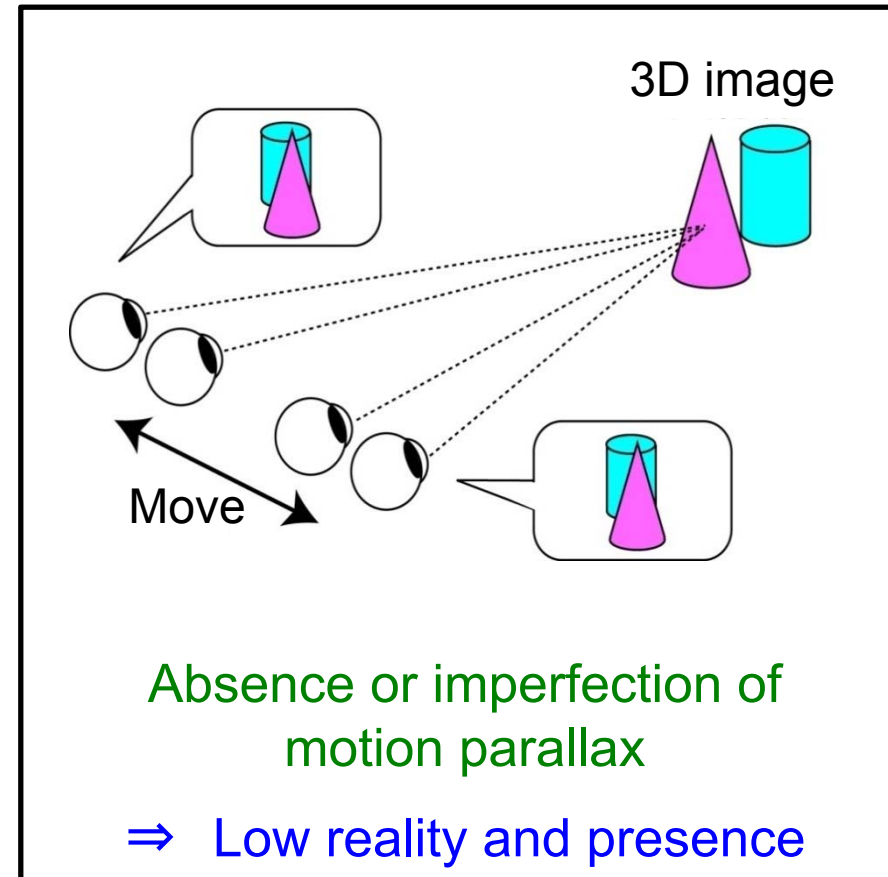 3D image
Move
Absence or imperfection of
motion parallax
⇒ Low reality and presence